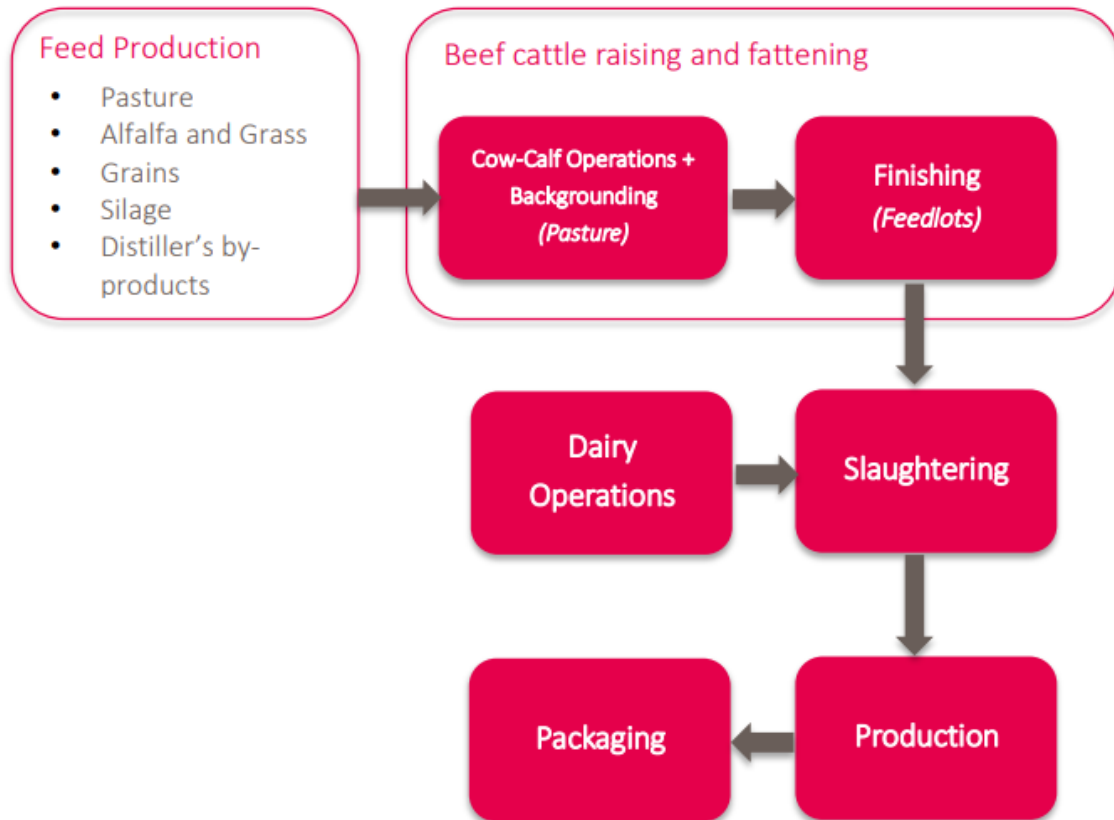 Feed Production
• Pasture
• Alfalfa and Grass
• Grains
• Silage
• Distiller's by-
products
Beef cattle raising and fattening
Cow-Calf Operations +
Backgrounding
(Pasture)
Finishing
(Feedlots)
Dairy
Operations
Slaughtering
Packaging
Production